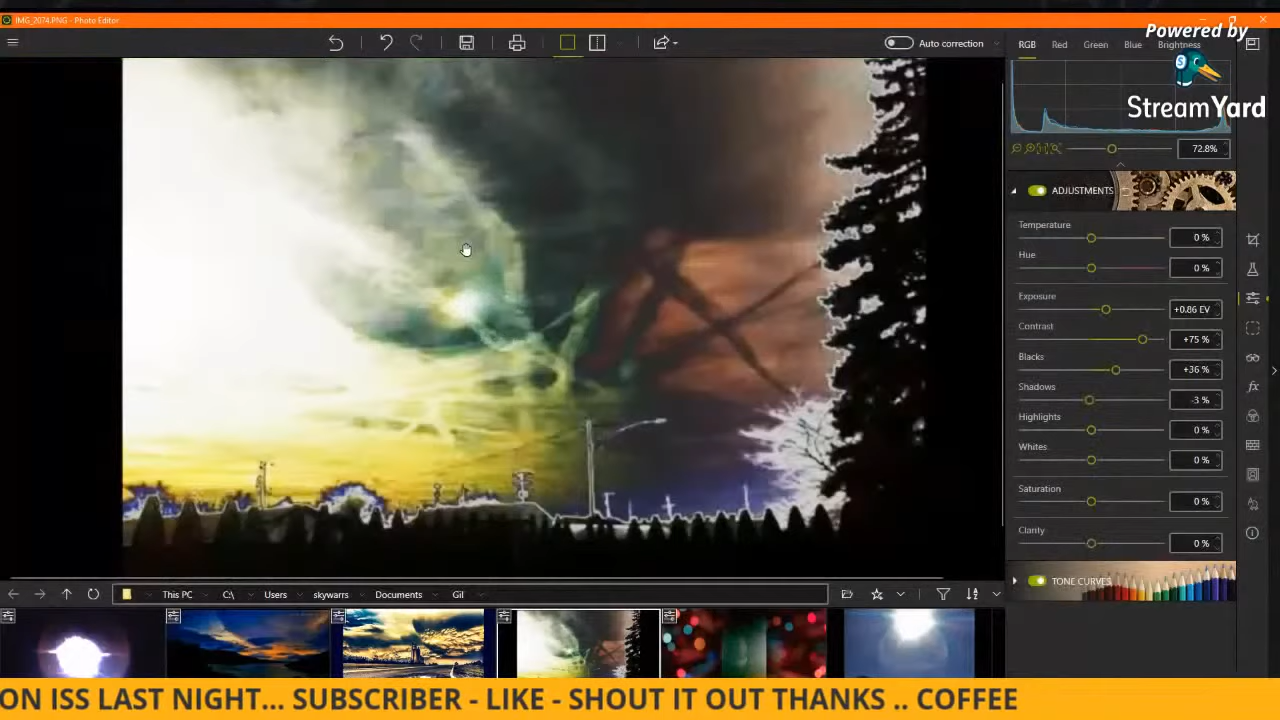 IMG_2074.PNG - Photo Editor
Powered by
StreamYard
Auto correction
RGB Red Green Blue Brightness
72.8%
ADJUSTMENTS
Temperature
0 %
Hue
0 %
Exposure
+0.86 EV
Contrast
+75 %
Blacks
+36 %
Shadows
-3 %
Highlights
0 %
Whites
0 %
Saturation
0 %
Clarity
0 %
TONE CURVES
This PC C:\ Users skywarrs Documents Gil
ON ISS LAST NIGHT... SUBSCRIBER - LIKE - SHOUT IT OUT THANKS .. COFFEE